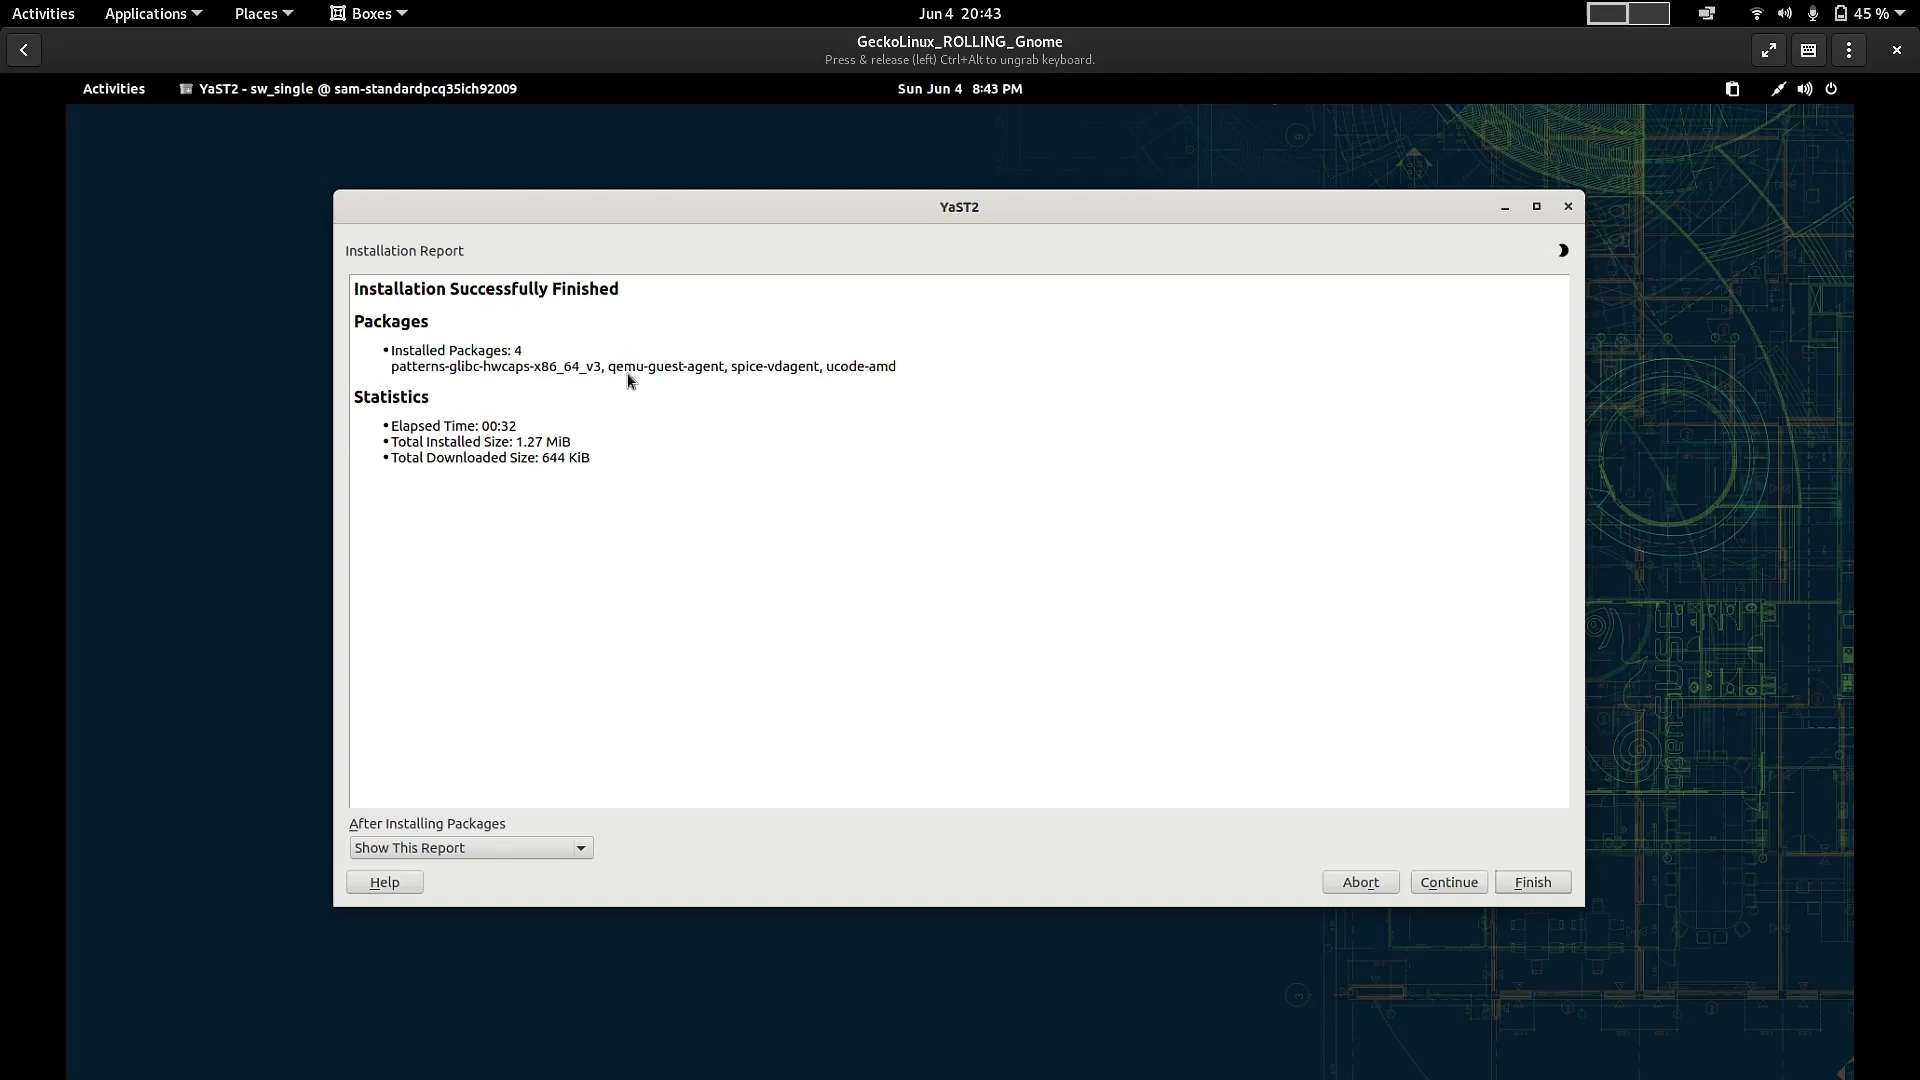 Activities Applications Places Boxes Jun 4 20:43 45 %
GeckoLinux_ROLLING_Gnome
Press & release (left) Ctrl+Alt to ungrab keyboard.
Activities YaST2 - sw_single @ sam-standardpcq35ich92009 Sun Jun 4 8:43 PM
YaST2
Installation Report
Installation Successfully Finished
Packages
• Installed Packages: 4
patterns-glibc-hwcaps-x86_64_v3, qemu-guest-agent, spice-vdagent, ucode-amd
Statistics
• Elapsed Time: 00:32
• Total Installed Size: 1.27 MiB
• Total Downloaded Size: 644 KiB
After Installing Packages
Show This Report
Help Abort Continue Finish
openSUSE